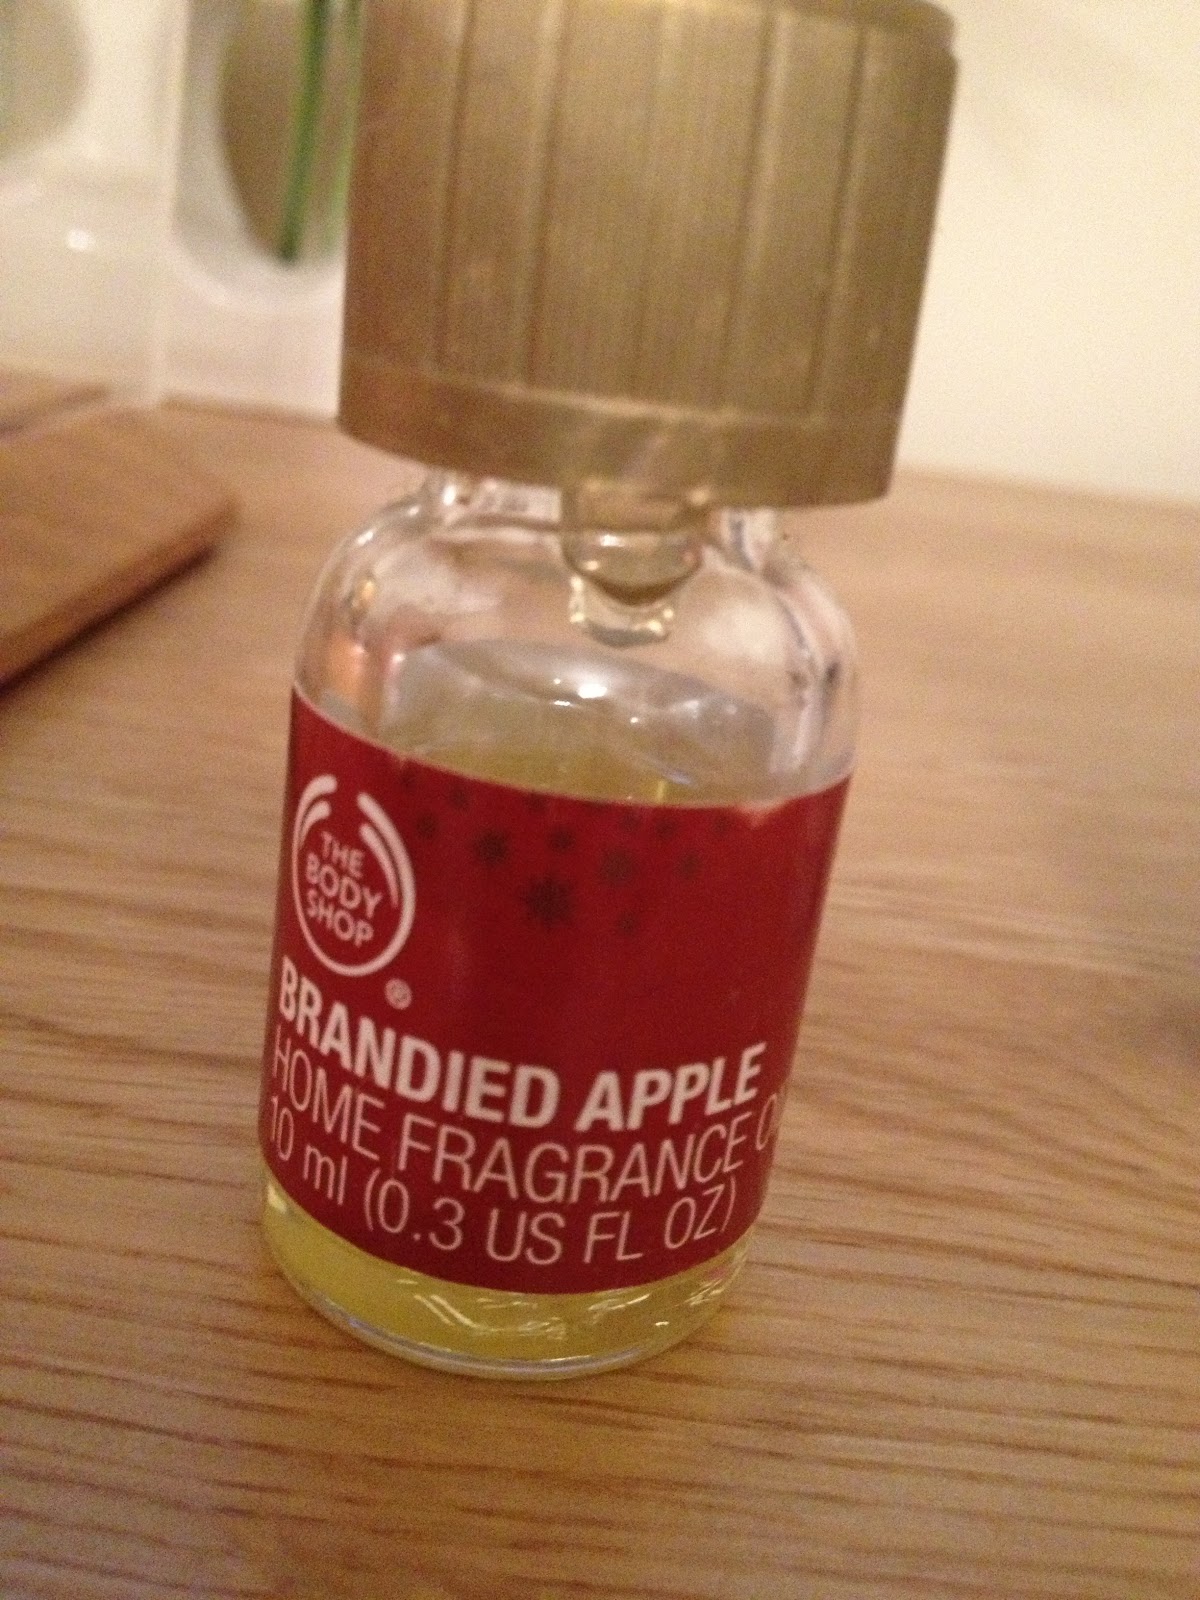 THE
BODY
SHOP
®
BRANDIED APPLE
HOME FRAGRANCE
10 ml (0.3 US FL OZ)